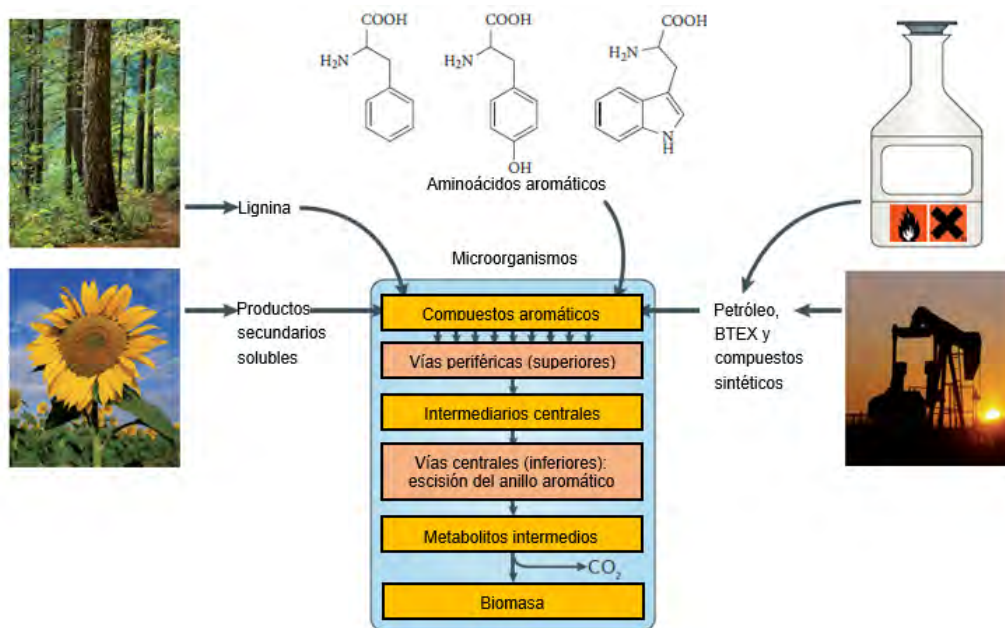 COOH
COOH
COOH
H₂N
H₂N
H₂N
N
H
OH
Aminoácidos aromáticos
Lignina
Microorganismos
Productos
secundarios
solubles
Compuestos aromáticos
Petróleo,
BTEX y
compuestos
sintéticos
Vías periféricas (superiores)
Intermediarios centrales
Vías centrales (inferiores):
escisión del anillo aromático
Metabolitos intermedios
CO₂
Biomasa